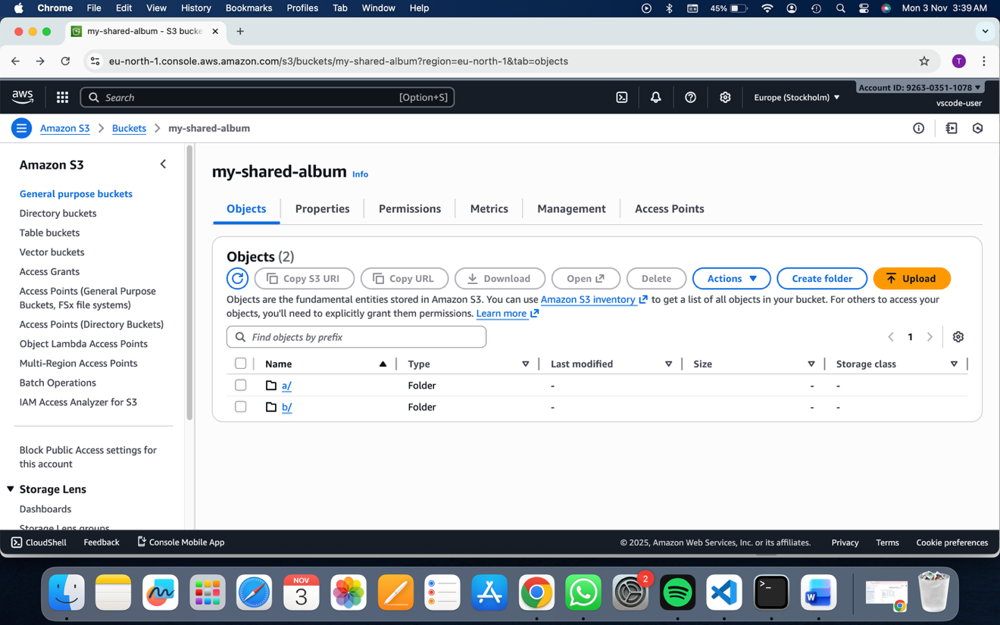 Chrome File Edit View History Bookmarks Profiles Tab Window Help 45% Mon 3 Nov 3:39 AM
my-shared-album - S3 bucke
eu-north-1.console.aws.amazon.com/s3/buckets/my-shared-album?region=eu-north-1&tab=objects T
aws Search [Option+S] Europe (Stockholm) Account ID: 9263-0351-1078
vscode-user
Amazon S3 Buckets my-shared-album
Amazon S3
General purpose buckets
Directory buckets
Table buckets
Vector buckets
Access Grants
Access Points (General Purpose
Buckets, FSx file systems)
Access Points (Directory Buckets)
Object Lambda Access Points
Multi-Region Access Points
Batch Operations
IAM Access Analyzer for S3
Block Public Access settings for
this account
Storage Lens
Dashboards
Storage Lens groups
my-shared-album Info
Objects Properties Permissions Metrics Management Access Points
Objects (2)
Copy S3 URI Copy URL Download Open Delete Actions Create folder Upload
Objects are the fundamental entities stored in Amazon S3. You can use Amazon S3 inventory to get a list of all objects in your bucket. For others to access your
objects, you'll need to explicitly grant them permissions. Learn more
Find objects by prefix 1
Name Type Last modified Size Storage class
a/ Folder - - -
b/ Folder - - -
CloudShell Feedback Console Mobile App © 2025, Amazon Web Services, Inc. or its affiliates. Privacy Terms Cookie preferences
NOV
3
2
>_
W